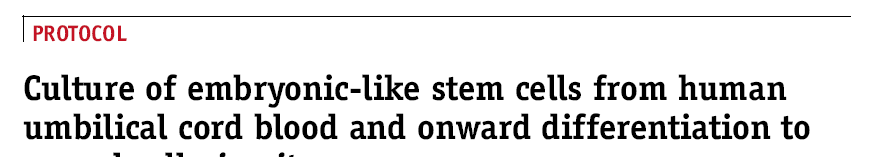 PROTOCOL
Culture of embryonic-like stem cells from human
umbilical cord blood and onward differentiation to